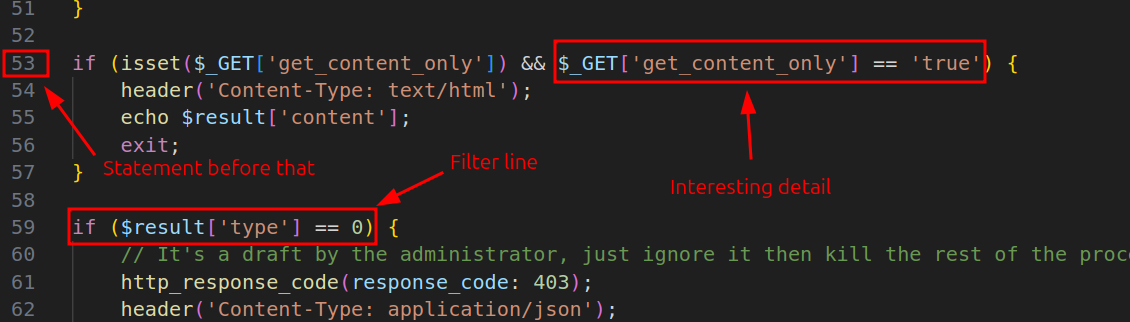 51 }
52
53 if (isset($_GET['get_content_only']) && $_GET['get_content_only'] == 'true') {
54 header('Content-Type: text/html');
55 echo $result['content'];
56 exit;
Statement before that
Filter line
57 }
Interesting detail
58
59 if ($result['type'] == 0) {
60 // It's a draft by the administrator, just ignore it then kill the rest of the
61 http_response_code(response_code: 403);
62 header('Content-Type: application/json');